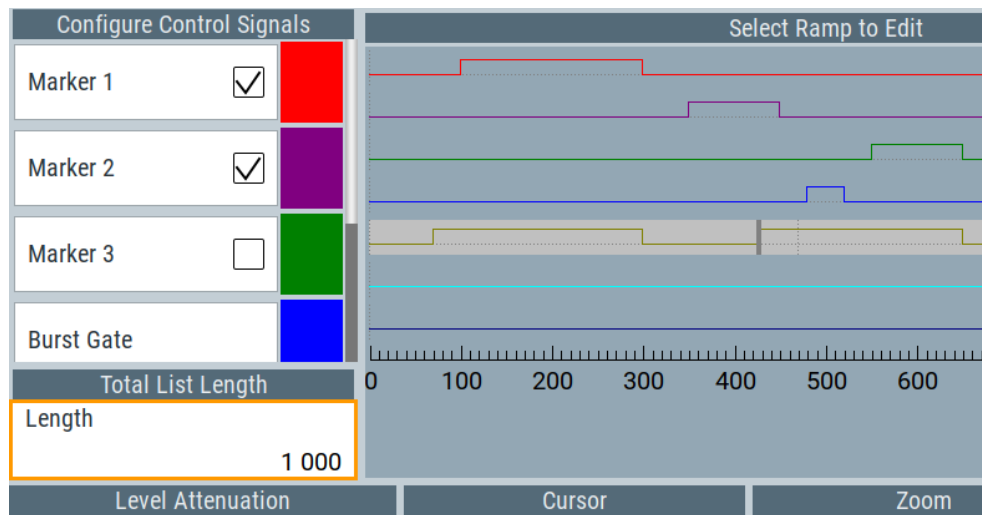 Configure Control Signals
Select Ramp to Edit
Marker 1
Marker 2
Marker 3
Burst Gate
0 100 200 300 400 500 600
Total List Length
Length
1 000
Level Attenuation
Cursor
Zoom